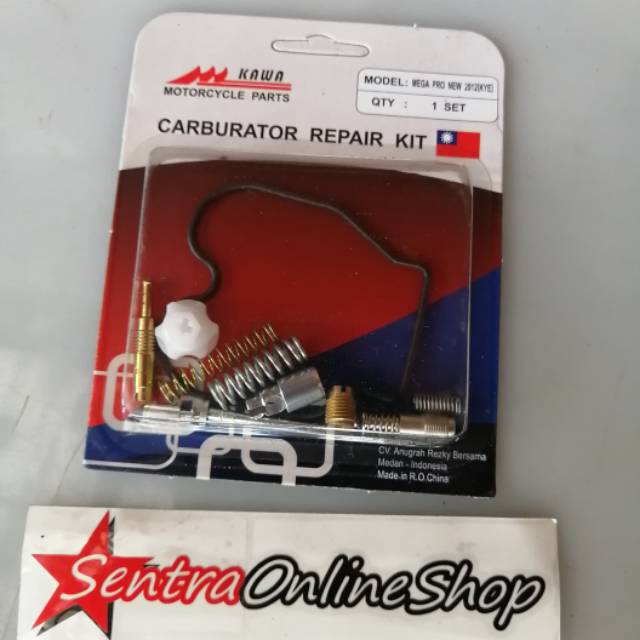 KAWA
MOTORCYCLE PARTS
MODEL: MEGA PRO NEW 2012(KYE)
QTY : 1 SET
CARBURATOR REPAIR KIT
CV. Anugrah Rezky Bersama
Medan - Indonesia
Made in R.O.China
SentraOnlineShop